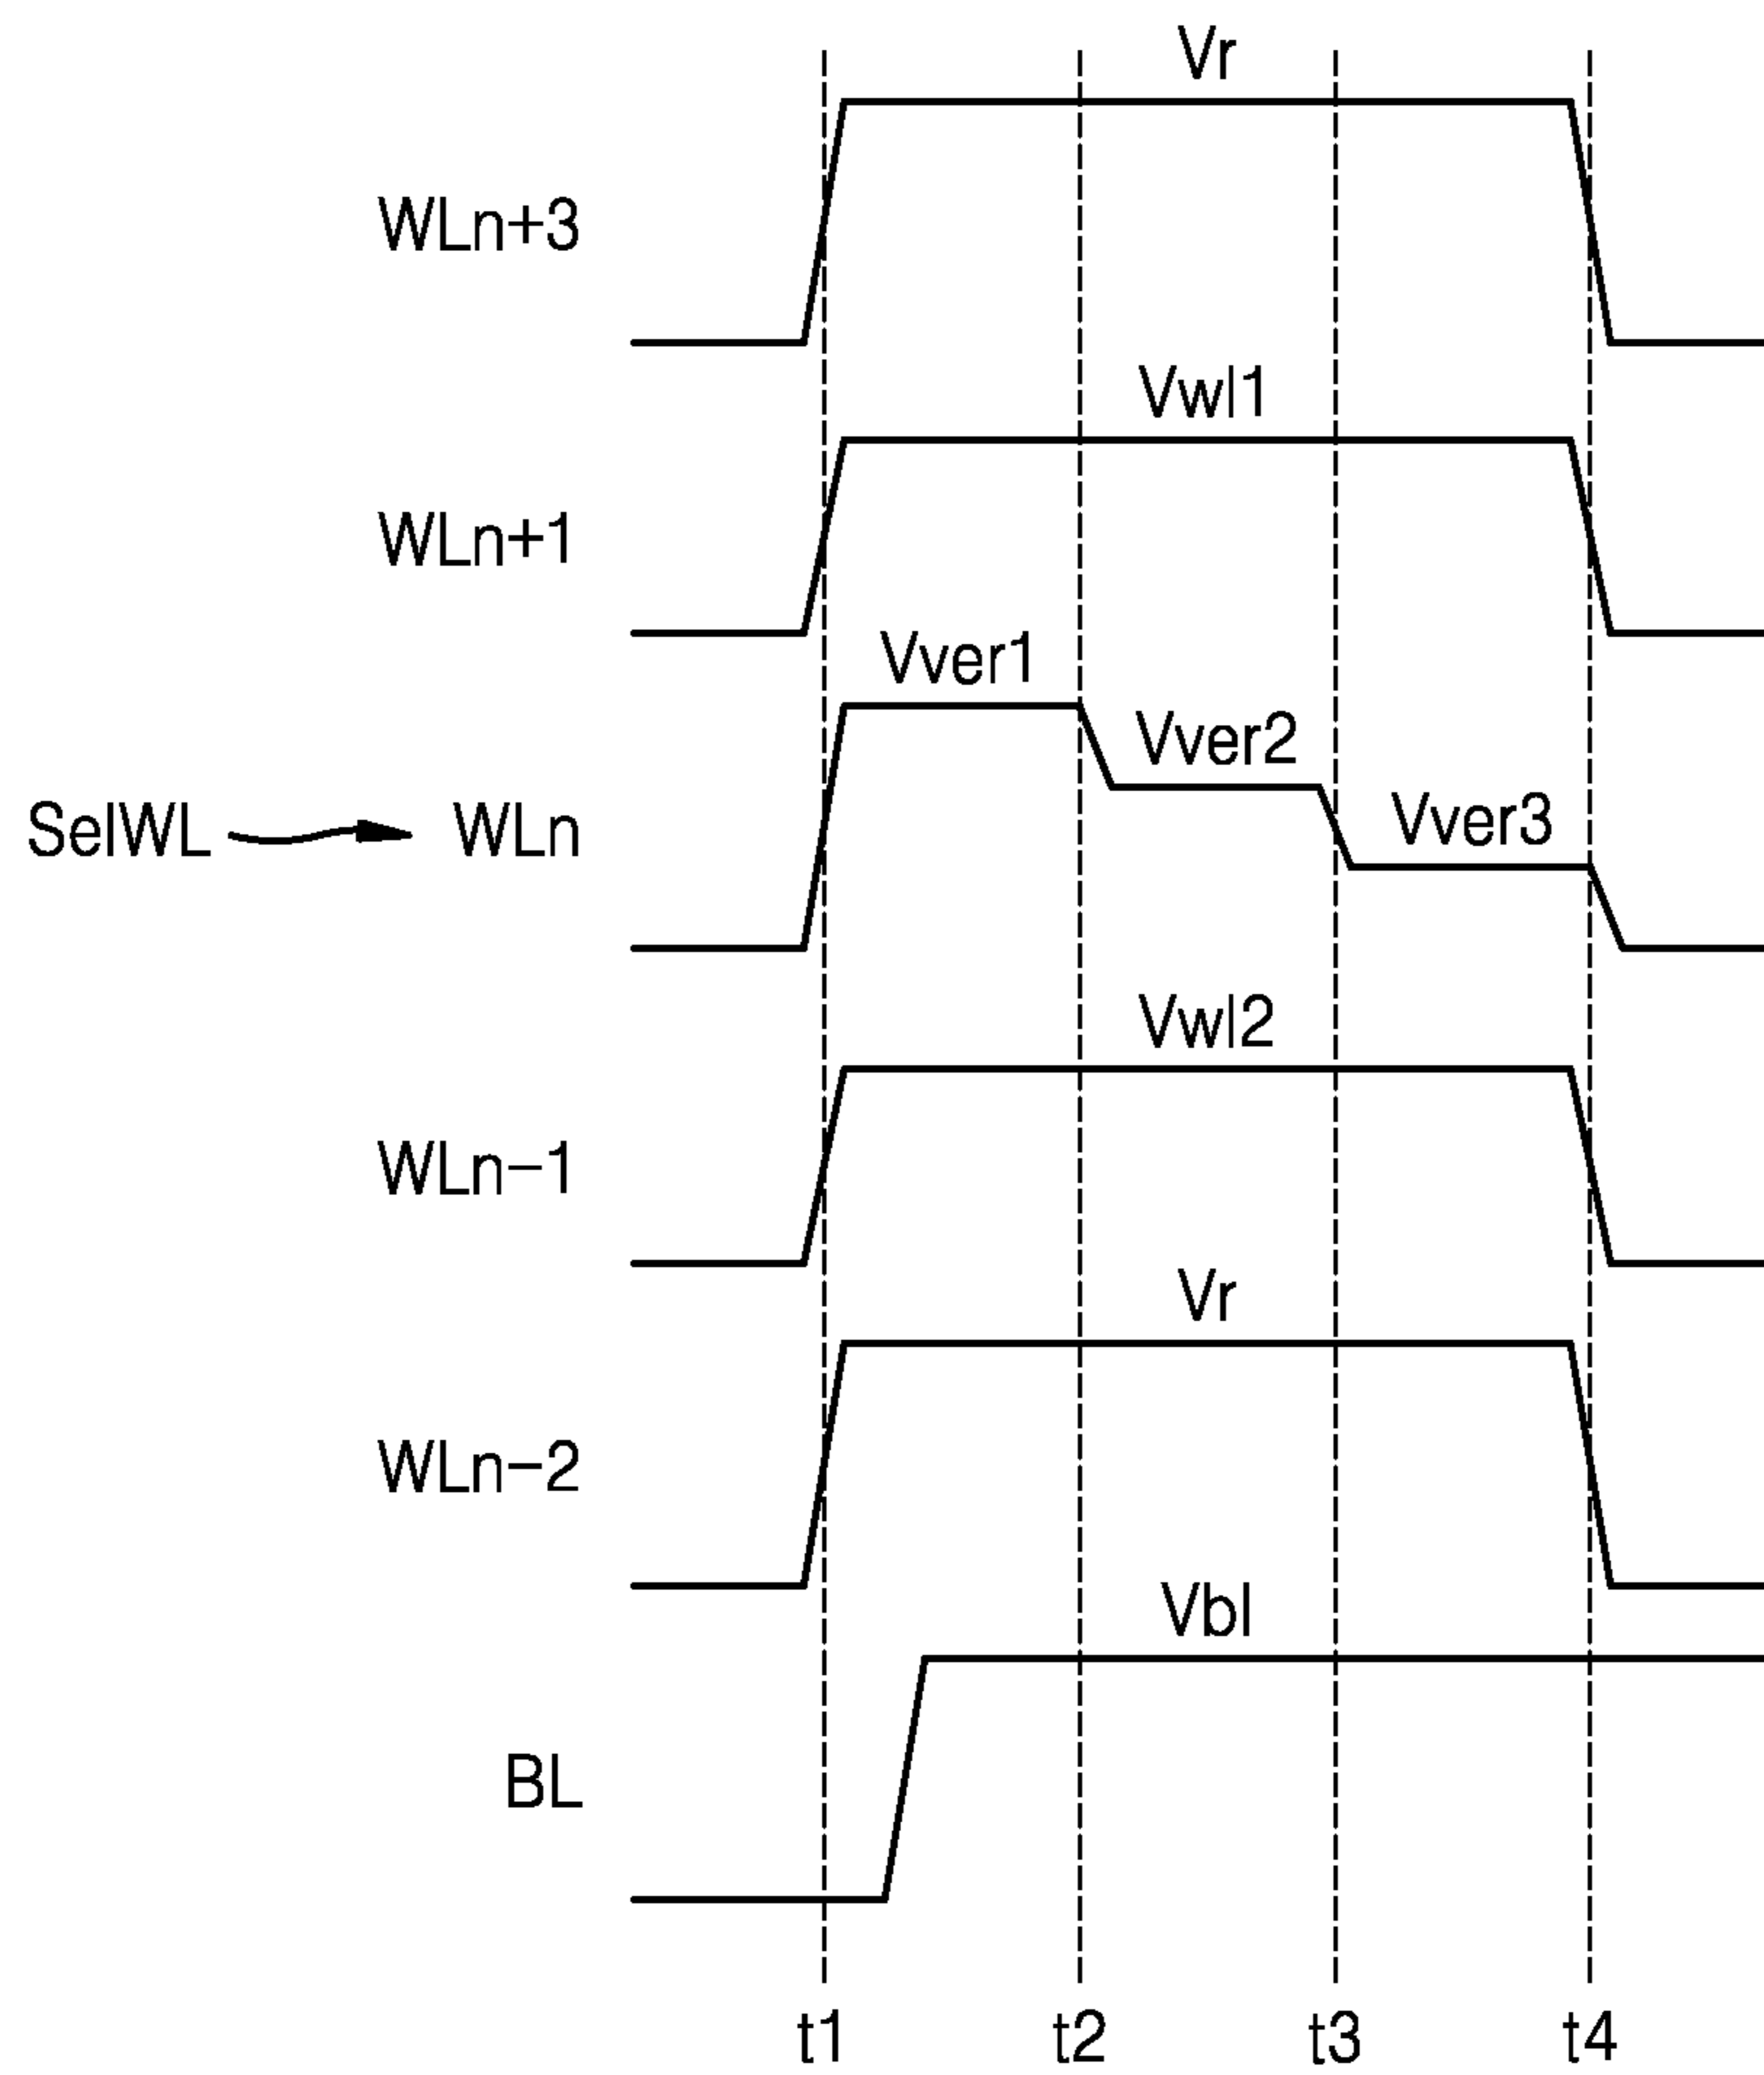 Vr
WLn+3
Vwl1
WLn+1
Vver1
Vver2
Vver3
SelWL WLn
Vwl2
WLn-1
Vr
WLn-2
Vbl
BL
t1 t2 t3 t4